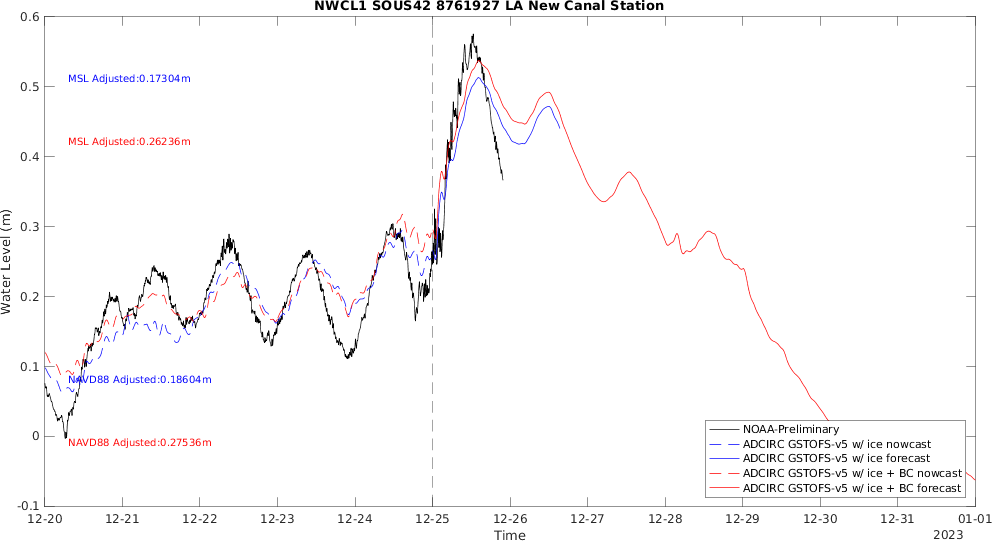 NWCL1 SOUS42 8761927 LA New Canal Station
0.6
0.5
0.4
0.3
0.2
0.1
0
-0.1
Water Level (m)
MSL Adjusted:0.17304m
MSL Adjusted:0.26236m
NAVD88 Adjusted:0.18604m
NAVD88 Adjusted:0.27536m
NOAA-Preliminary
ADCIRC GSTOFS-v5 w/ ice nowcast
ADCIRC GSTOFS-v5 w/ ice forecast
ADCIRC GSTOFS-v5 w/ ice + BC nowcast
ADCIRC GSTOFS-v5 w/ ice + BC forecast
12-20 12-21 12-22 12-23 12-24 12-25 12-26 12-27 12-28 12-29 12-30 12-31 01-01
Time
2023